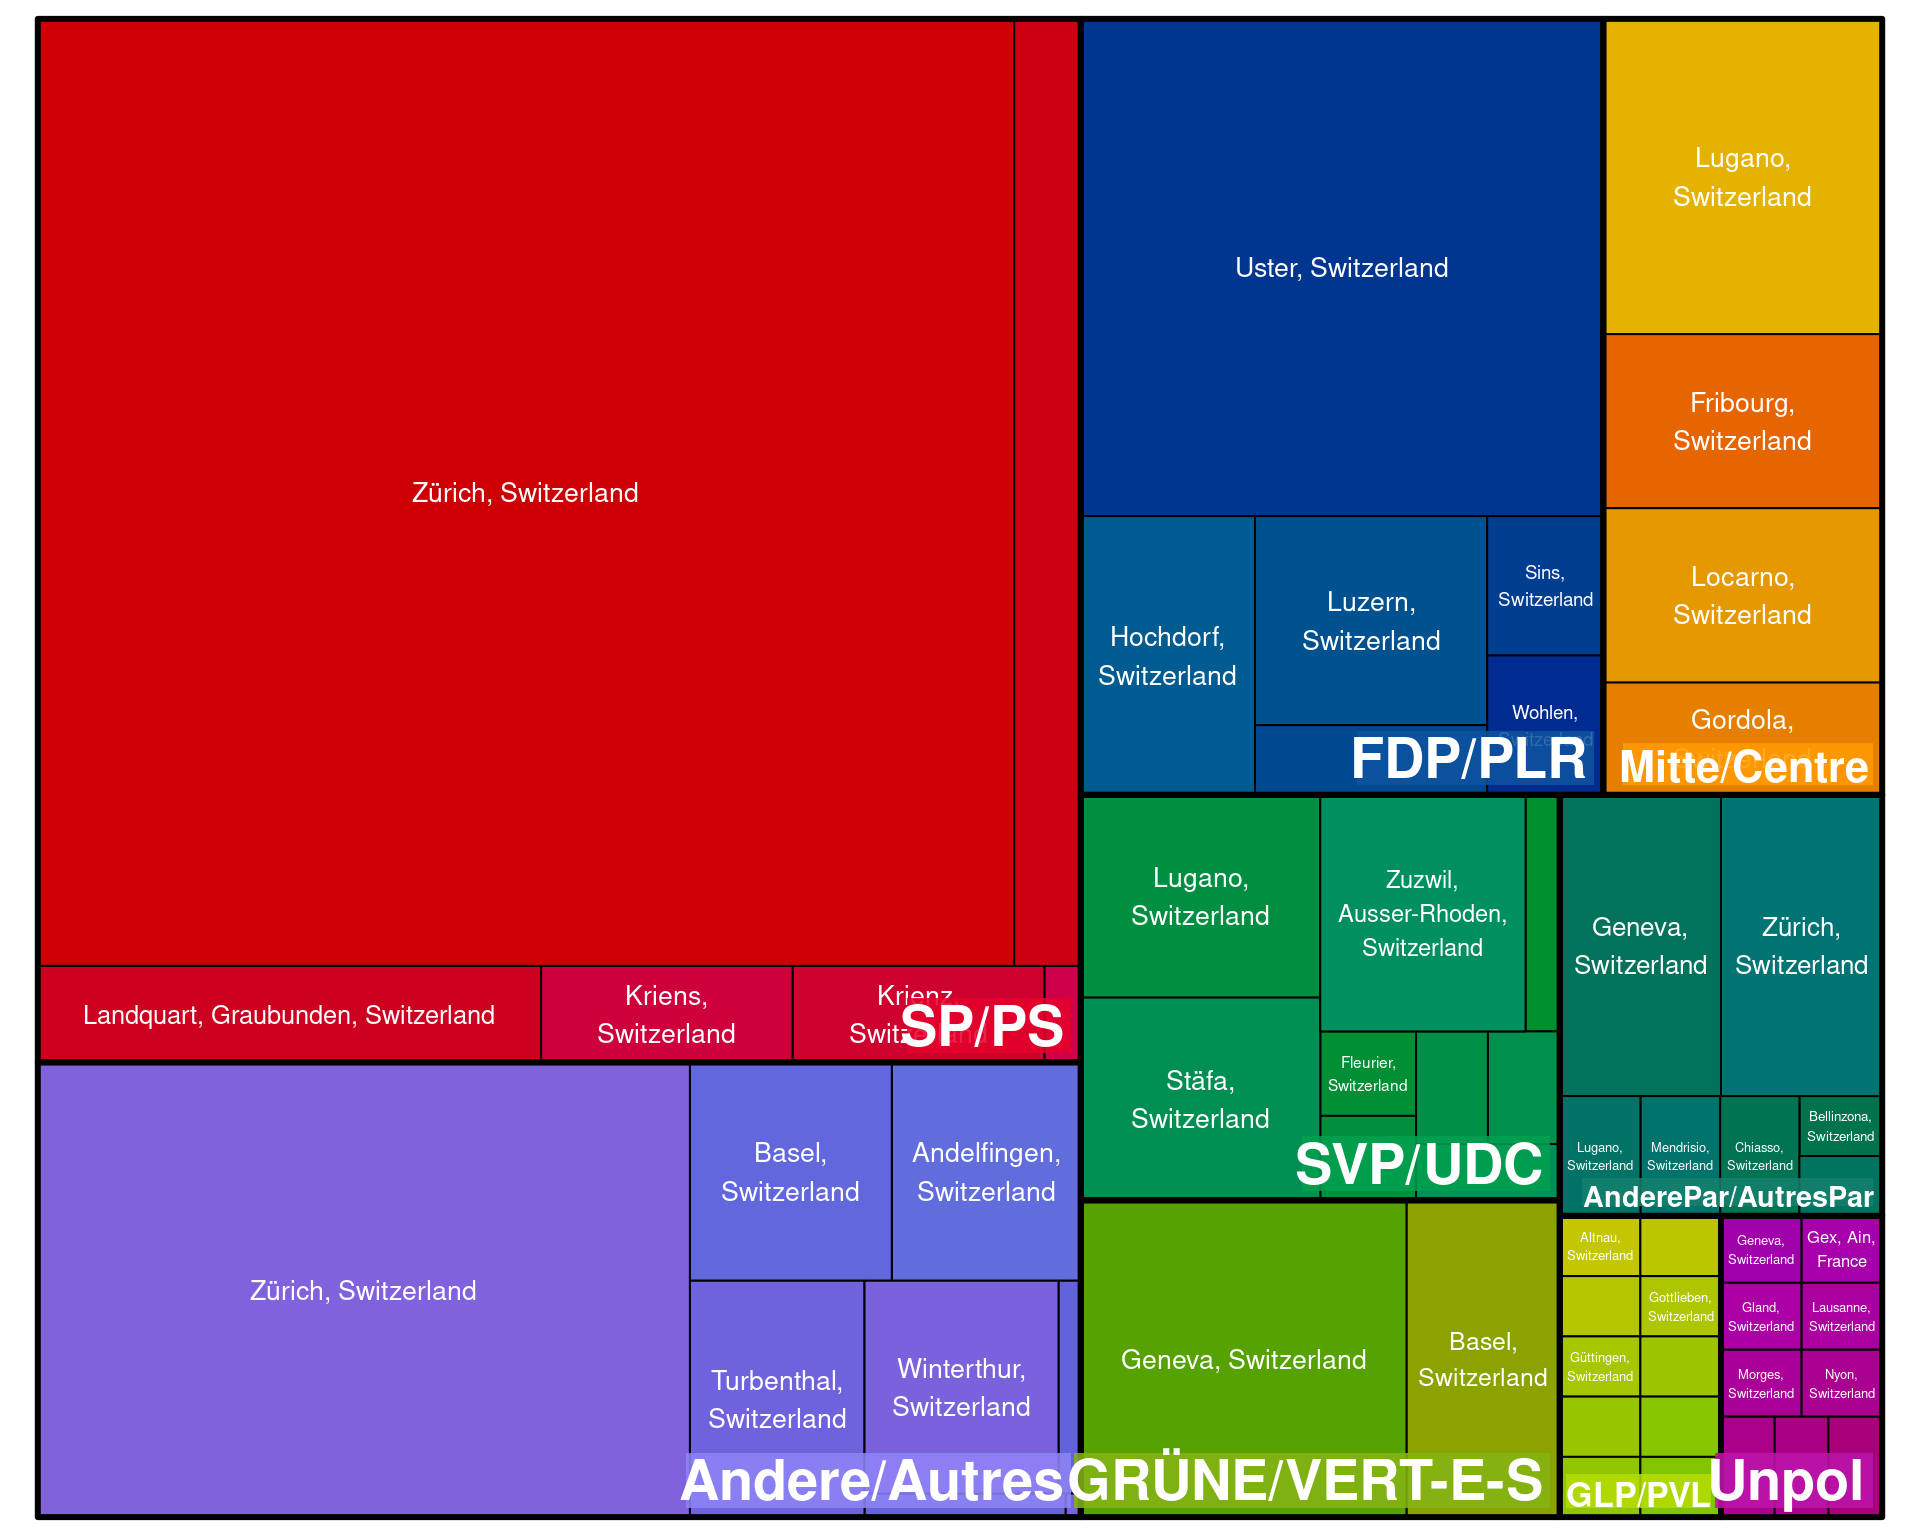 Zürich, Switzerland
Landquart, Graubunden, Switzerland
Kriens,
Switzerland
Krienz,
Switzerland
SP/PS
Uster, Switzerland
Hochdorf,
Switzerland
Luzern,
Switzerland
Sins,
Switzerland
Wohlen,
Switzerland
FDP/PLR
Lugano,
Switzerland
Fribourg,
Switzerland
Locarno,
Switzerland
Gordola,
Switzerland
Mitte/Centre
Zürich, Switzerland
Basel,
Switzerland
Andelfingen,
Switzerland
Turbenthal,
Switzerland
Winterthur,
Switzerland
Andere/Autres
Lugano,
Switzerland
Stäfa,
Switzerland
Zuzwil,
Ausser-Rhoden,
Switzerland
Fleurier,
Switzerland
SVP/UDC
Geneva, Switzerland
Basel,
Switzerland
GRÜNE/VERT-E-S
Geneva,
Switzerland
Zürich,
Switzerland
Lugano,
Switzerland
Mendrisio,
Switzerland
Chiasso,
Switzerland
Bellinzona,
Switzerland
AnderePar/AutresPar
Altnau,
Switzerland
Gottlieben,
Switzerland
Güttingen,
Switzerland
GLP/PVL
Geneva,
Switzerland
Gex, Ain,
France
Gland,
Switzerland
Lausanne,
Switzerland
Morges,
Switzerland
Nyon,
Switzerland
Unpol